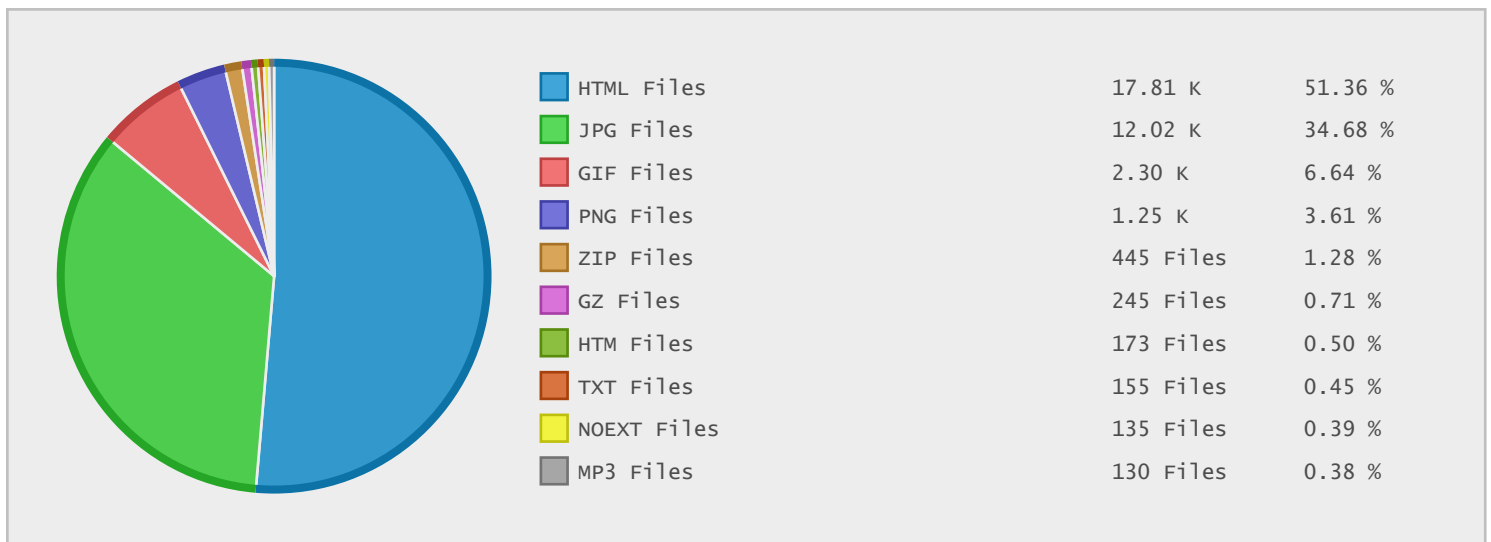 HTML Files 17.81 K 51.36 %
JPG Files 12.02 K 34.68 %
GIF Files 2.30 K 6.64 %
PNG Files 1.25 K 3.61 %
ZIP Files 445 Files 1.28 %
GZ Files 245 Files 0.71 %
HTM Files 173 Files 0.50 %
TXT Files 155 Files 0.45 %
NOEXT Files 135 Files 0.39 %
MP3 Files 130 Files 0.38 %